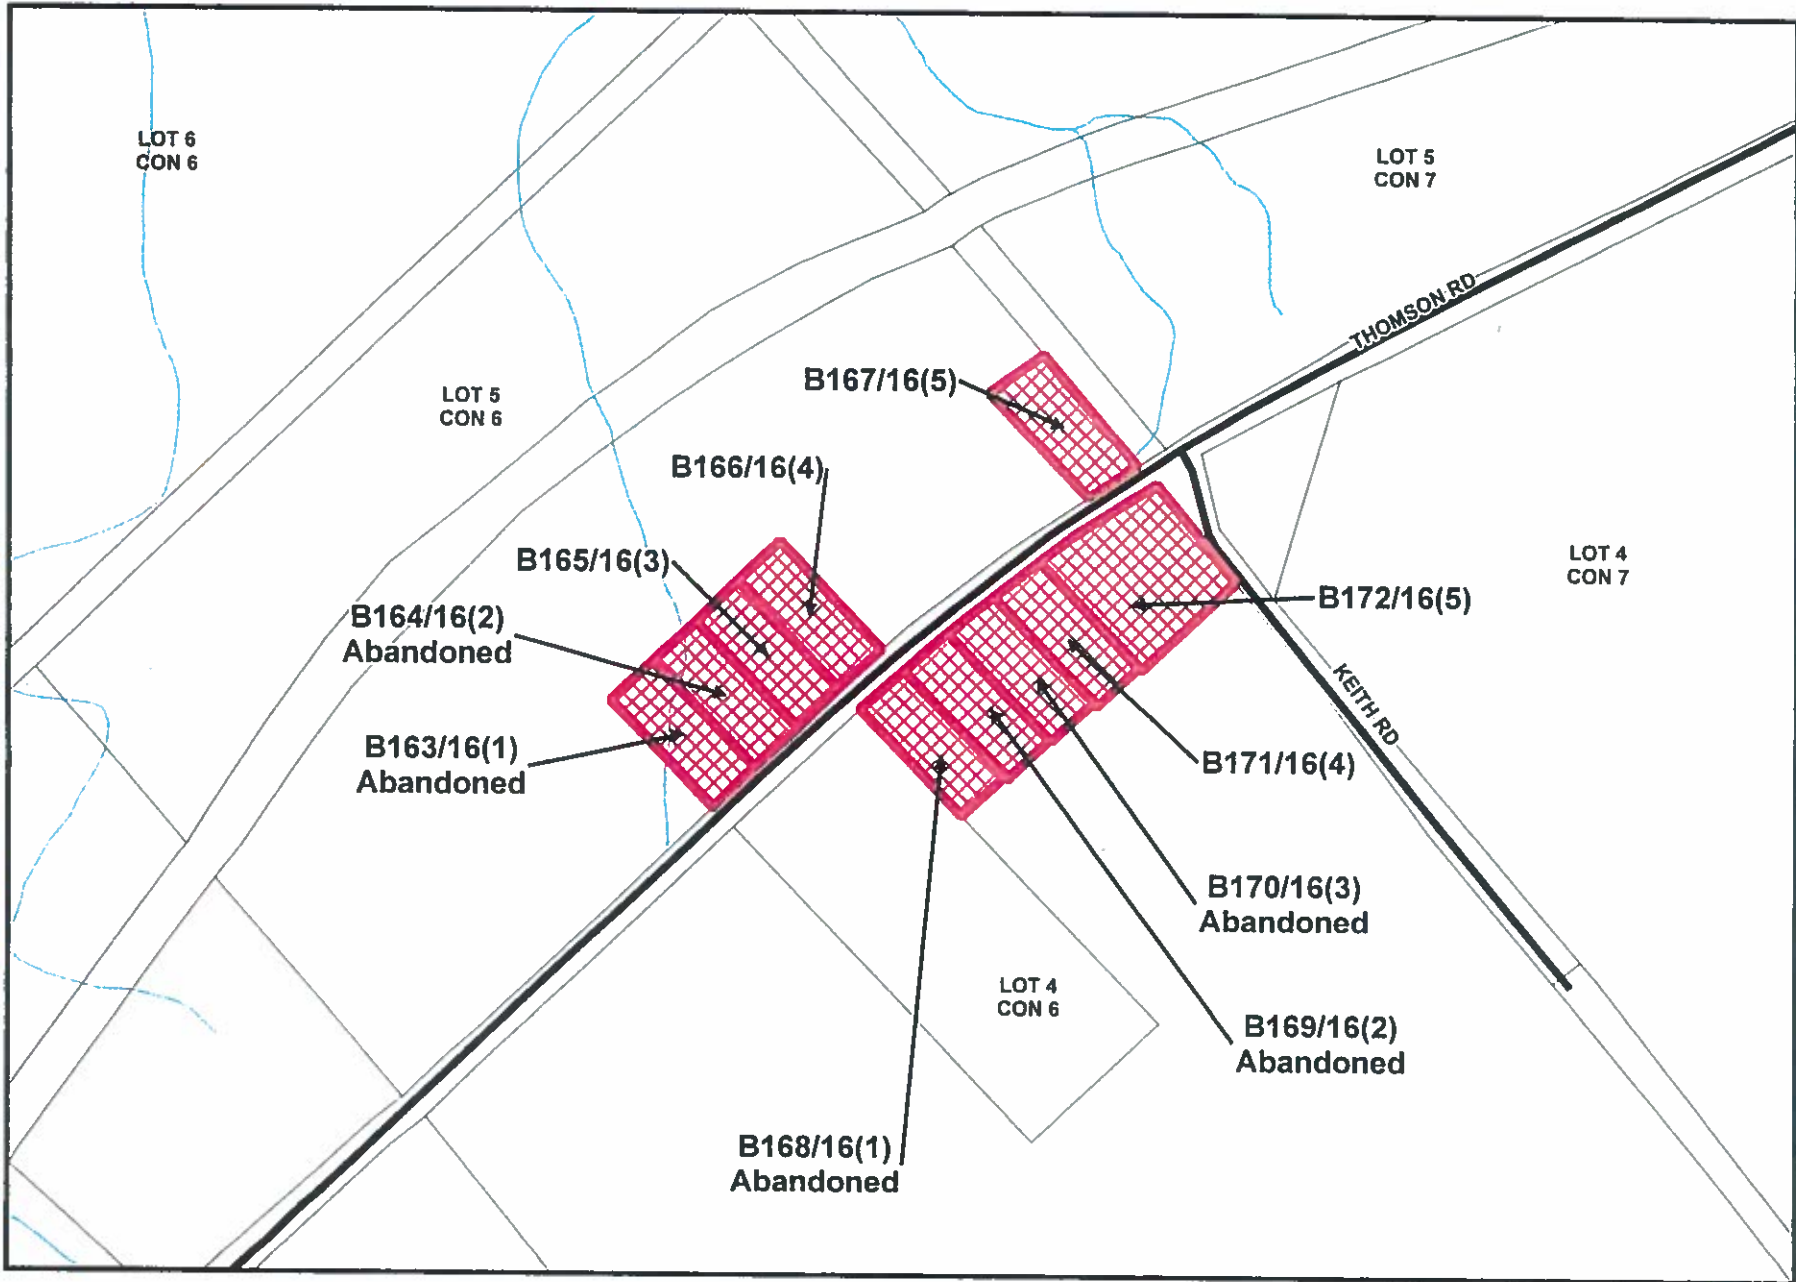 LOT 6
CON 6
LOT 5
CON 7
THOMSON RD
B167/16(5)
LOT 5
CON 6
B166/16(4)
B165/16(3)
LOT 4
CON 7
B172/16(5)
B164/16(2)
Abandoned
KEITH RD
B163/16(1)
Abandoned
B171/16(4)
B170/16(3)
Abandoned
LOT 4
CON 6
B169/16(2)
Abandoned
B168/16(1)
Abandoned